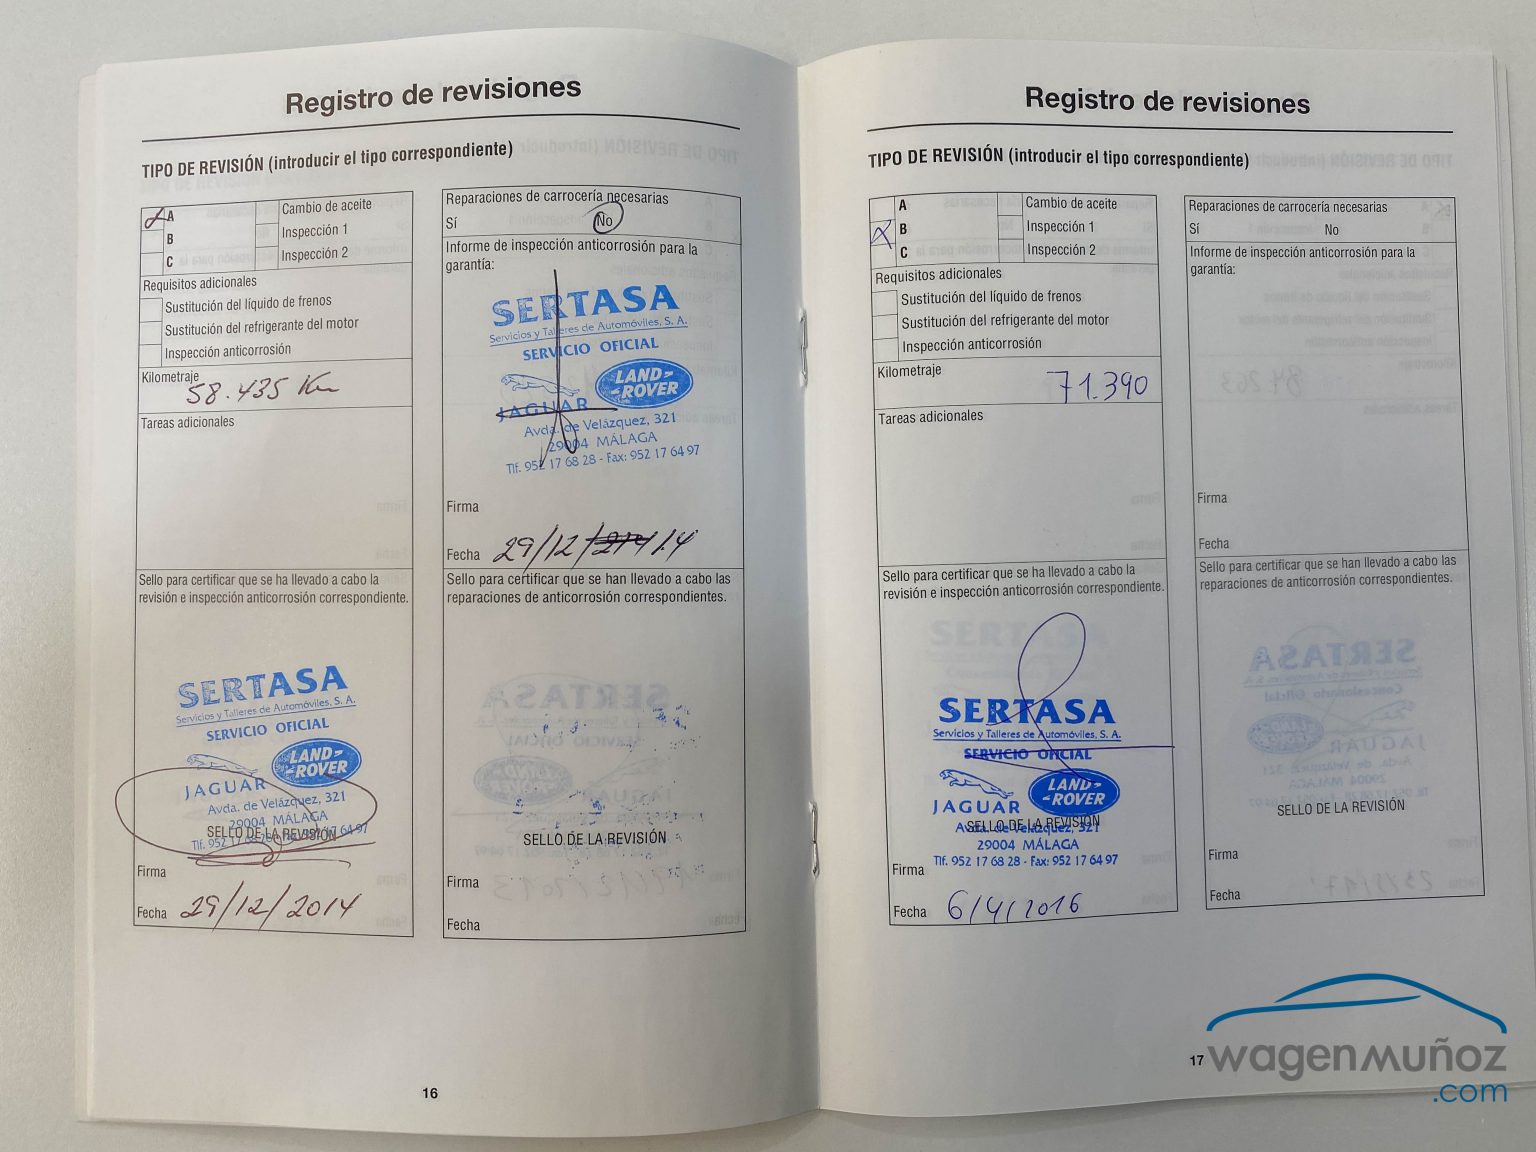 Registro de revisiones
TIPO DE REVISIÓN (introducir el tipo correspondiente)
A
B
C
Cambio de aceite
Inspección 1
Inspección 2
Requisitos adicionales
Sustitución del líquido de frenos
Sustitución del refrigerante del motor
Inspección anticorrosión
Kilometraje
58.435 Km
Tareas adicionales
Sello para certificar que se ha llevado a cabo la
revisión e inspección anticorrosión correspondiente.
SERTASA
Servicios y Talleres de Automóviles, S. A.
SERVICIO OFICIAL
JAGUAR
LAND-
-ROVER
Avda. de Velázquez, 321
29004 MÁLAGA
SELLO DE LA REVISIÓN
Tlf. 952 17 68 28 - Fax: 952 17 64 97
Firma
Fecha 29/12/2014
Reparaciones de carrocería necesarias
Sí No
Informe de inspección anticorrosión para la
garantía:
SERTASA
Servicios y Talleres de Automóviles, S. A.
SERVICIO OFICIAL
JAGUAR
LAND-
-ROVER
Avda. de Velázquez, 321
29004 MÁLAGA
Tlf. 952 17 68 28 - Fax: 952 17 64 97
Firma
Fecha 29/12/14
Sello para certificar que se han llevado a cabo las
reparaciones de anticorrosión correspondientes.
SELLO DE LA REVISIÓN
Firma
Fecha
16
Registro de revisiones
TIPO DE REVISIÓN (introducir el tipo correspondiente)
A
B
C
Cambio de aceite
Inspección 1
Inspección 2
Requisitos adicionales
Sustitución del líquido de frenos
Sustitución del refrigerante del motor
Inspección anticorrosión
Kilometraje
71.390
Tareas adicionales
Sello para certificar que se ha llevado a cabo la
revisión e inspección anticorrosión correspondiente.
SERTASA
Servicios y Talleres de Automóviles, S. A.
SERVICIO OFICIAL
JAGUAR
LAND-
-ROVER
SELLO DE LA REVISIÓN
Avda. de Velázquez, 321
29004 MÁLAGA
Tlf. 952 17 68 28 - Fax: 952 17 64 97
Firma
Fecha 6/4/2016
Reparaciones de carrocería necesarias
Sí No
Informe de inspección anticorrosión para la
garantía:
Firma
Fecha
Sello para certificar que se han llevado a cabo las
reparaciones de anticorrosión correspondientes.
SELLO DE LA REVISIÓN
Firma
Fecha
17
wagenmuñoz
.com